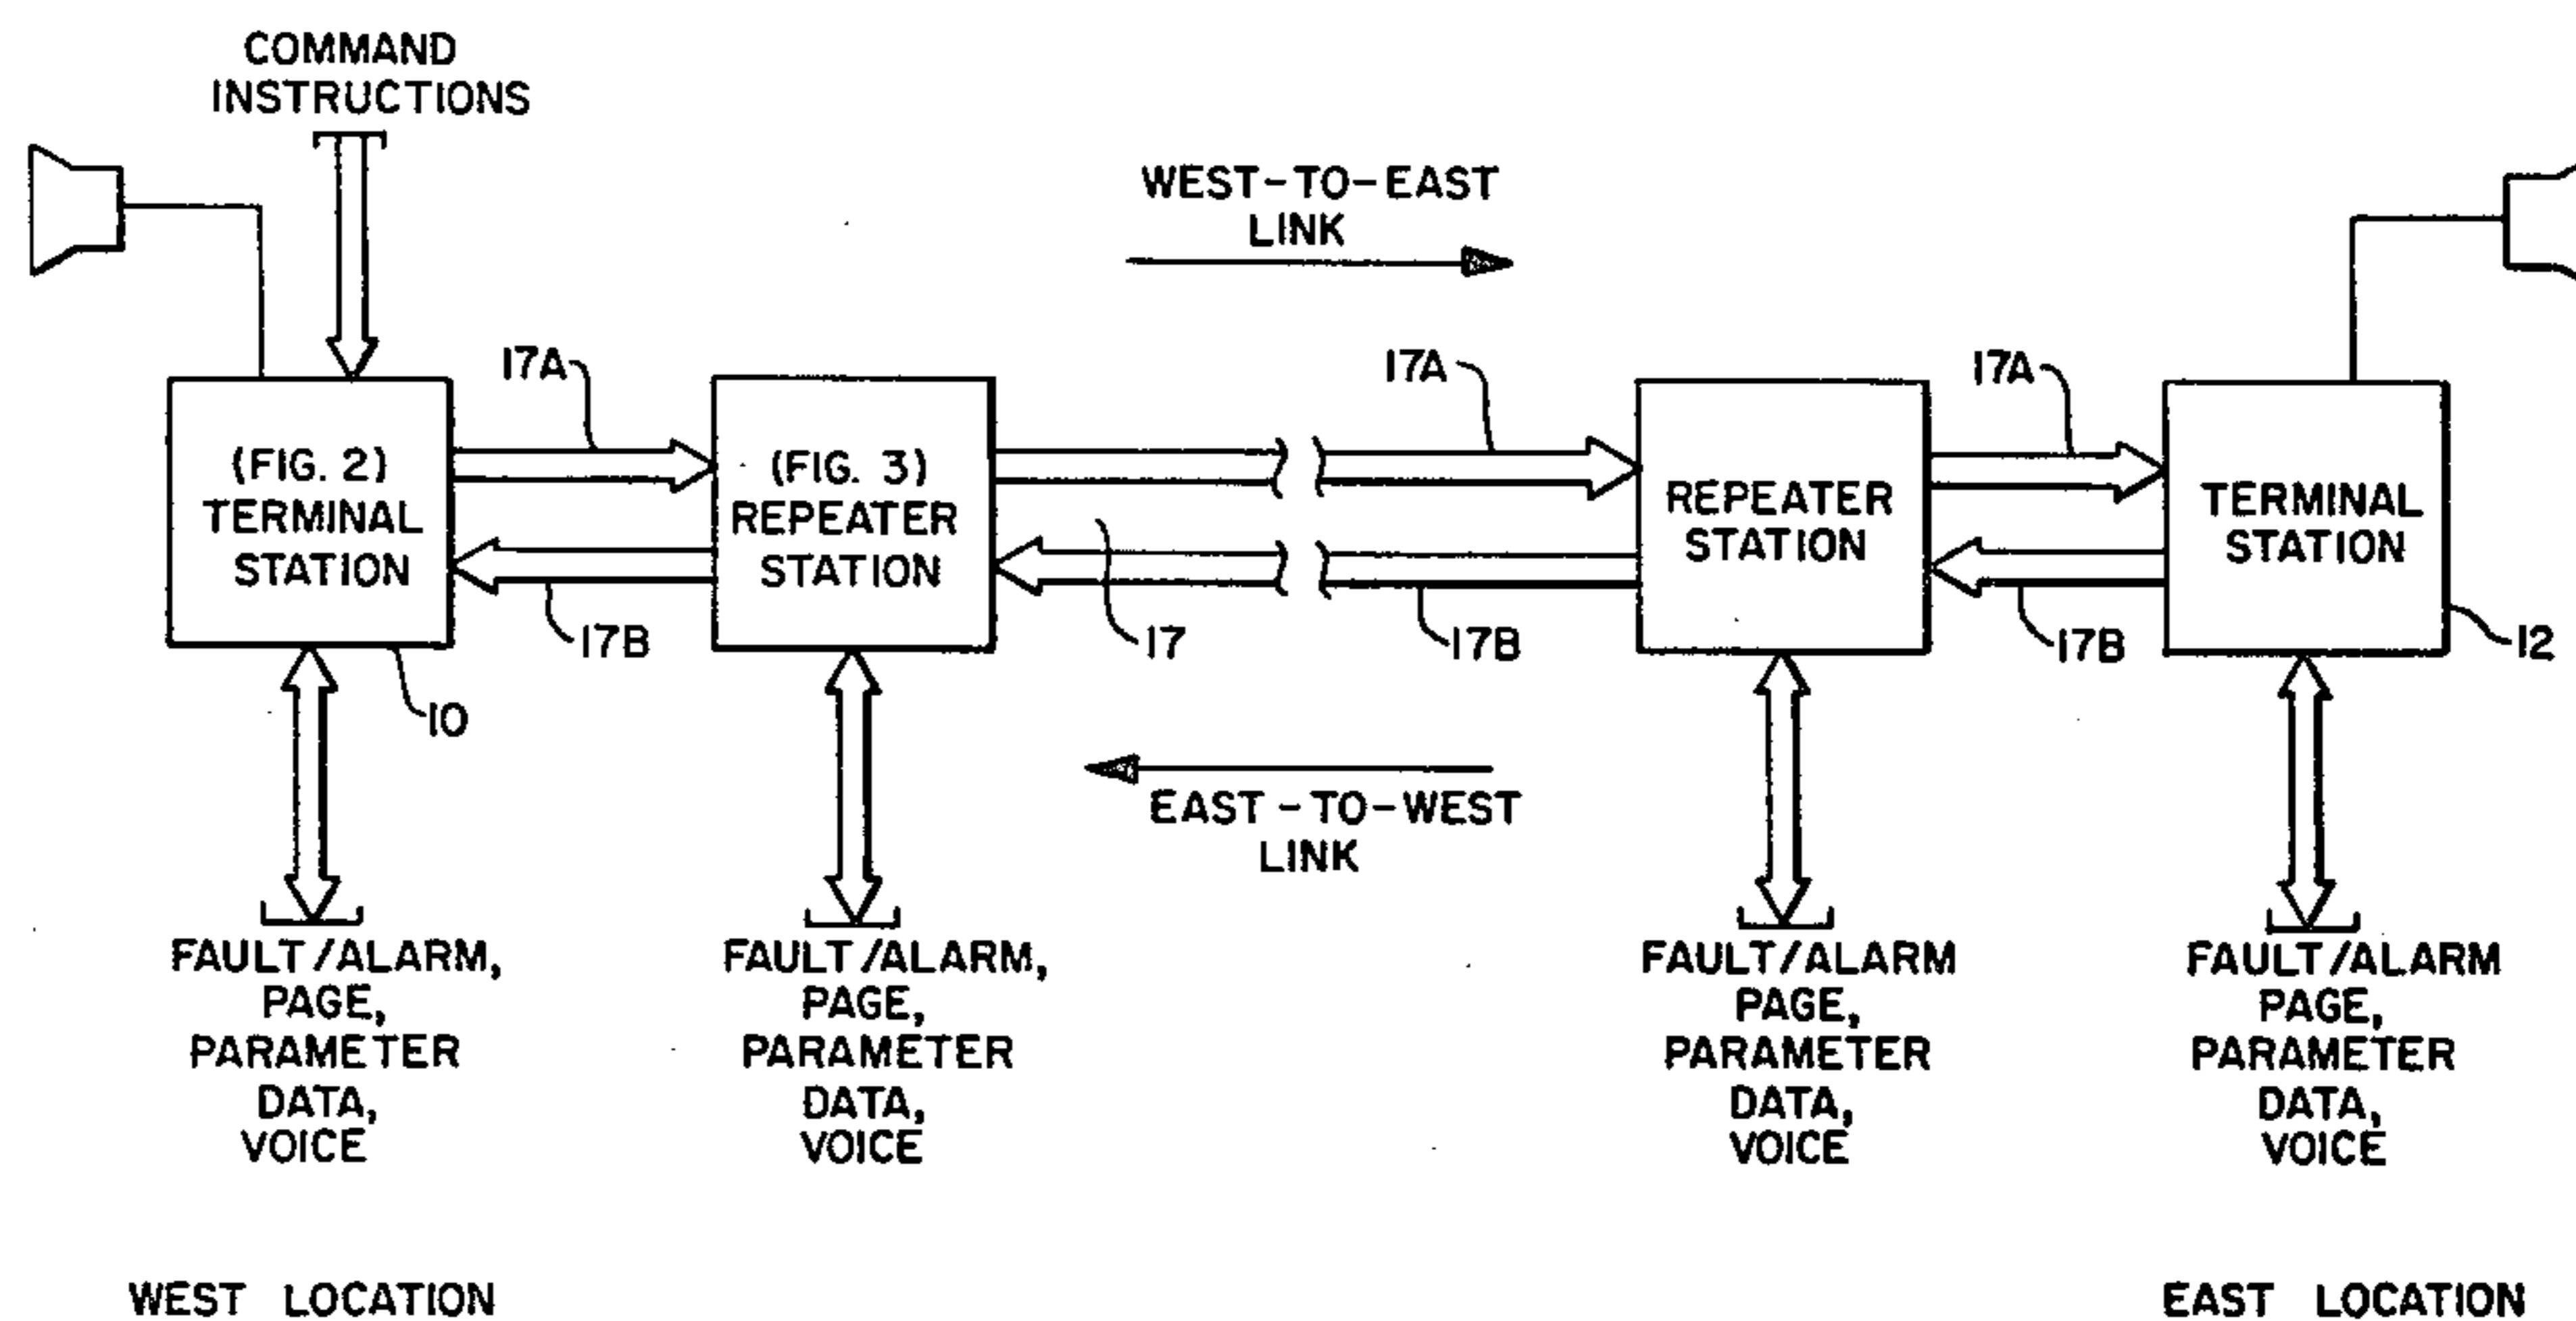 COMMAND
INSTRUCTIONS
WEST-TO-EAST
LINK
17A
17A
17A
(FIG. 2)
TERMINAL
STATION
(FIG. 3)
REPEATER
STATION
REPEATER
STATION
TERMINAL
STATION
17B
17
17B
17B
12
10
EAST-TO-WEST
LINK
FAULT/ALARM,
PAGE,
PARAMETER
DATA,
VOICE
FAULT/ALARM,
PAGE,
PARAMETER
DATA,
VOICE
FAULT/ALARM
PAGE,
PARAMETER
DATA,
VOICE
FAULT/ALARM
PAGE,
PARAMETER
DATA,
VOICE
WEST LOCATION
EAST LOCATION